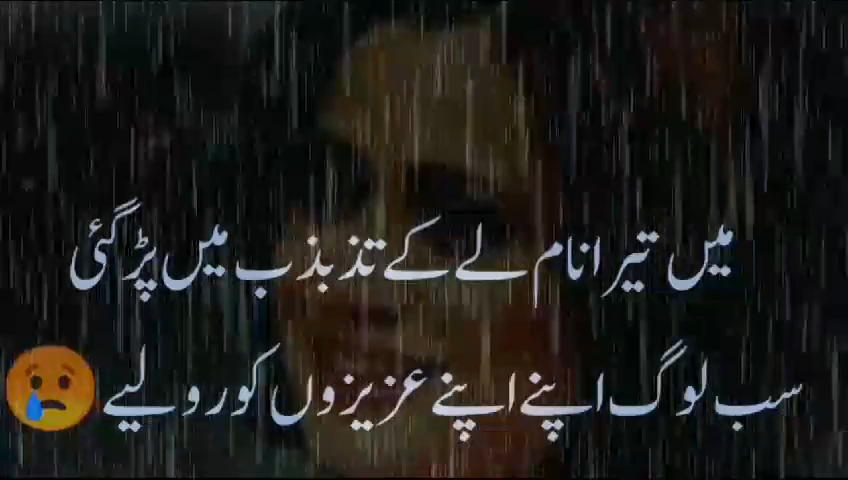 میں تیرا نام لے کے تذبذب میں پڑ گئی
سب لوگ اپنے اپنے عزیزوں کو رو لیے 😢